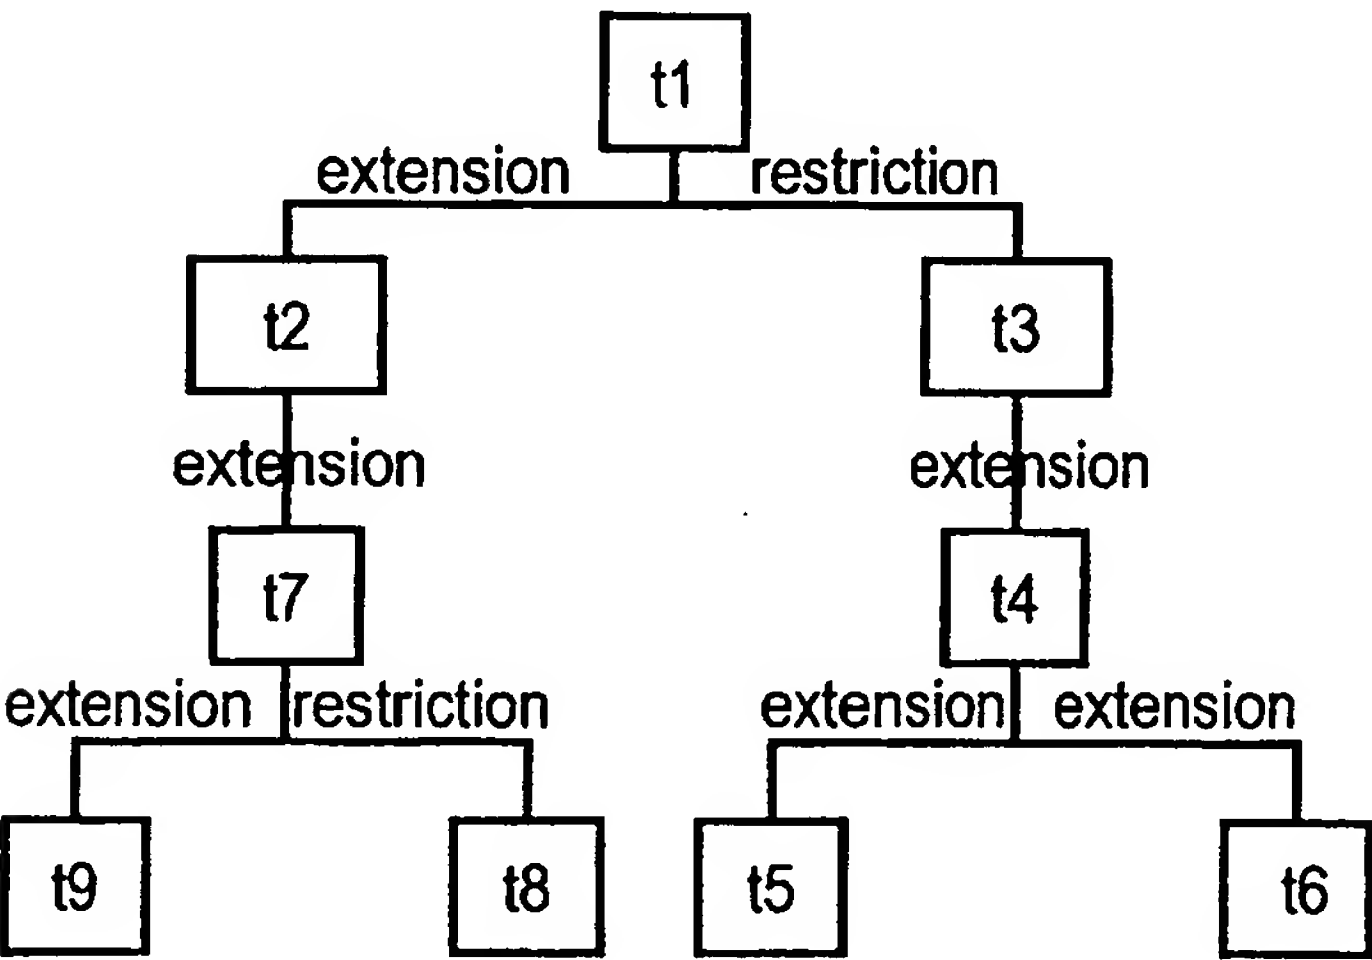 t1
extension restriction
t2 t3
extension extension
t7 t4
extension restriction extension extension
t9 t8 t5 t6